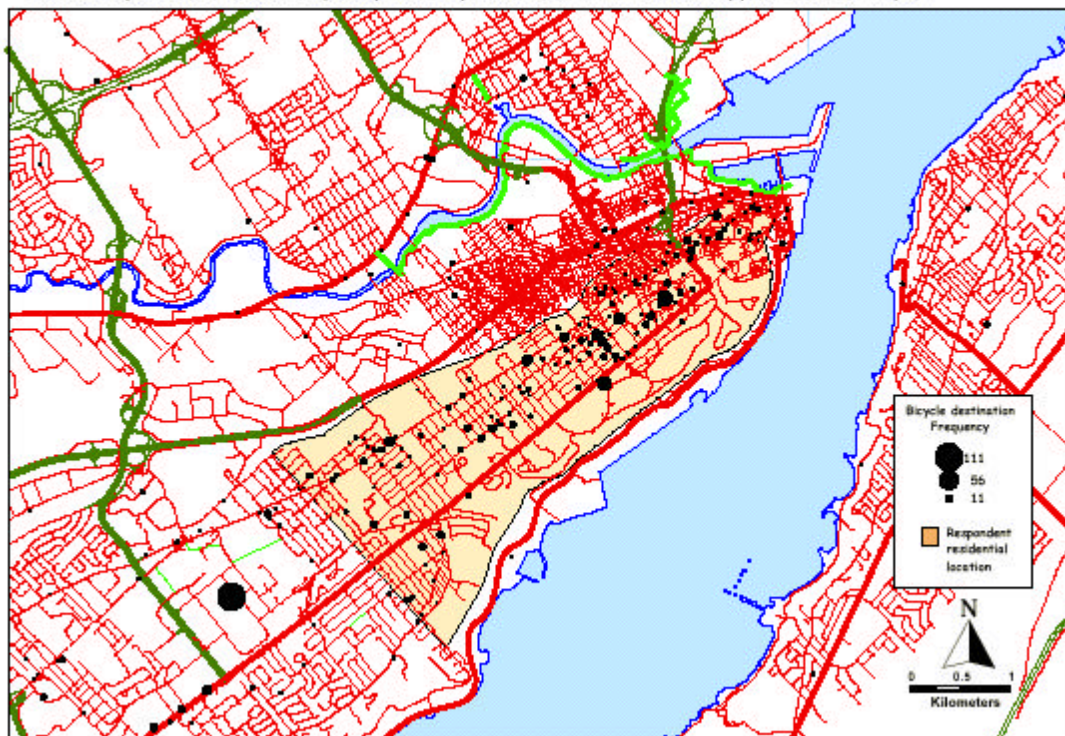 Bicycle destination
Frequency
111
56
11
Respondent
residential
location
N
0 0.5 1
Kilometers